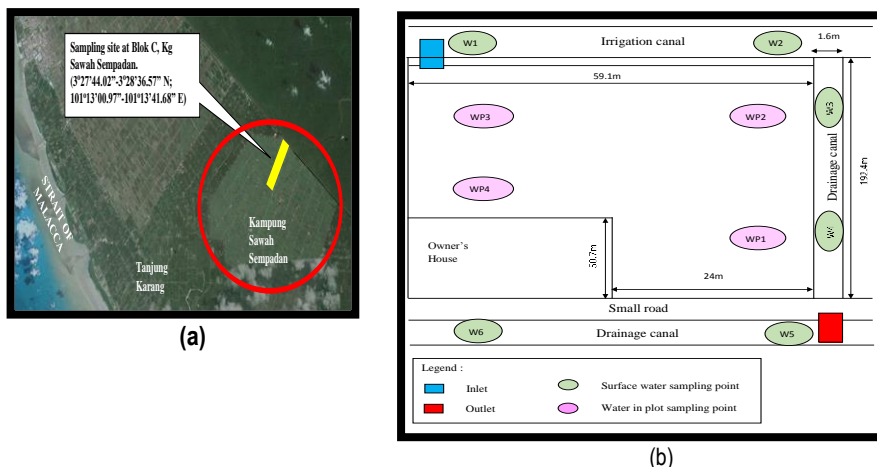 Sampling site at Blok C, Kg
Sawah Sempadan.
(3°27'44.02"-3°28'36.57" N;
101°13'00.97"-101°13'41.68" E)
STRAIT OF
MALACCA
Kampung
Sawah
Sempadan
Tanjung
Karang
(a)
W1
Irrigation canal
W2
1.6m
59.1m
WP3
WP2
W3
Drainage canal
192.4m
WP4
W4
Owner's
House
WP1
24m
Small road
W6
Drainage canal
W5
Legend :
Inlet
Surface water sampling point
Outlet
Water in plot sampling point
(b)